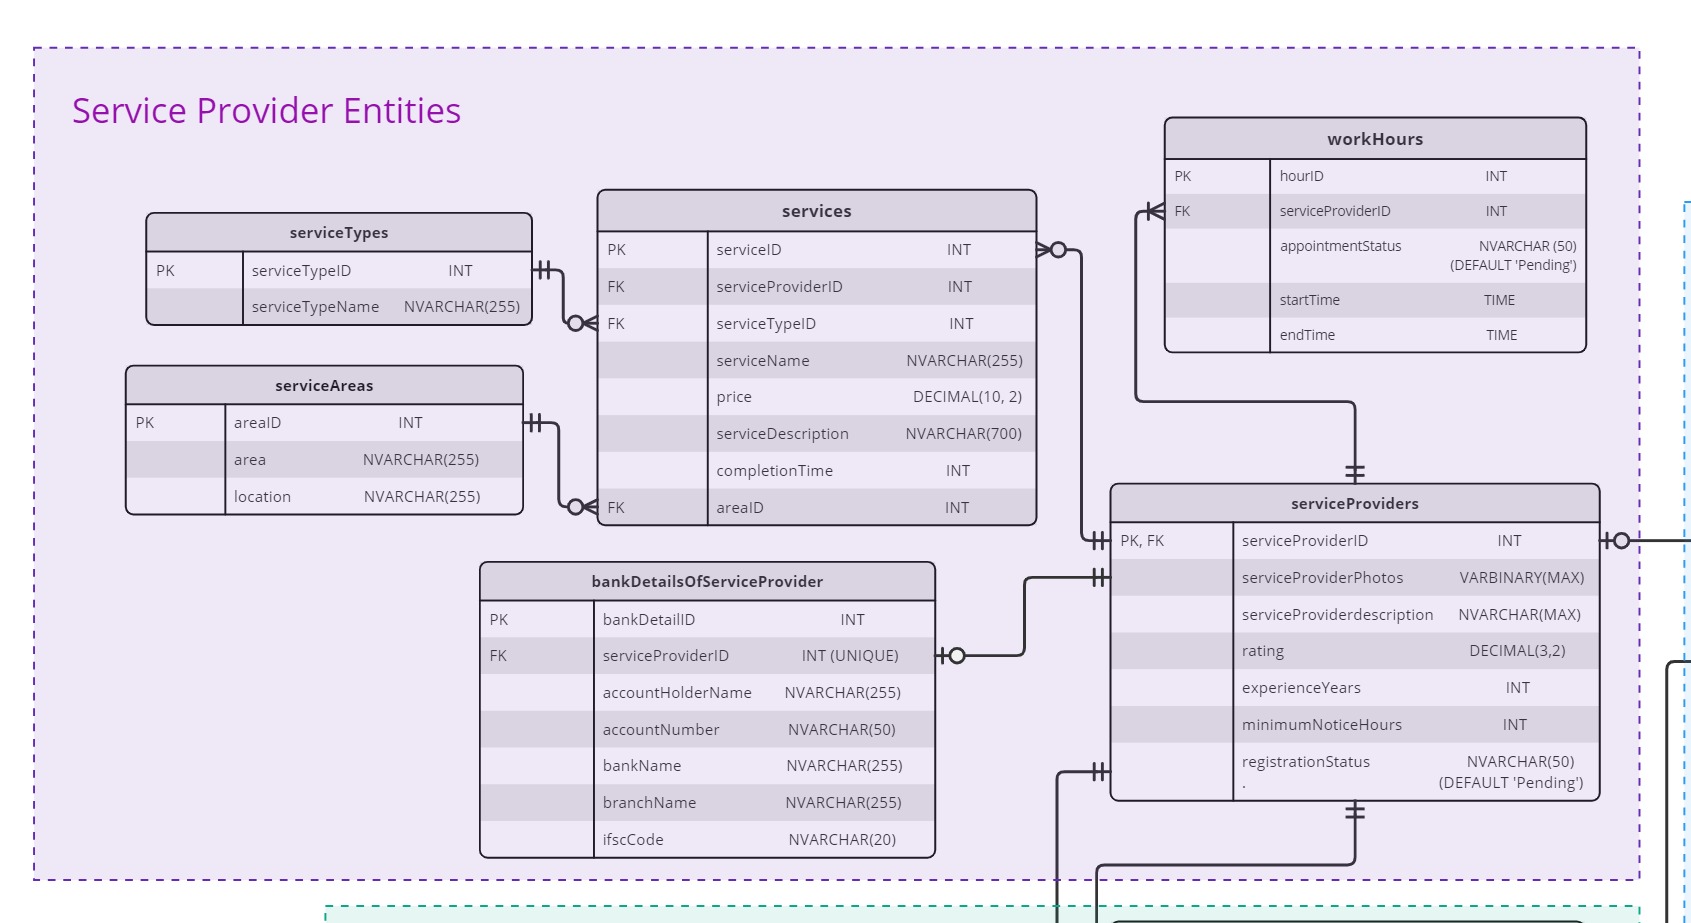 Service Provider Entities
serviceTypes
PK serviceTypeID INT
serviceTypeName NVARCHAR(255)
serviceAreas
PK areaID INT
area NVARCHAR(255)
location NVARCHAR(255)
services
PK serviceID INT
FK serviceProviderID INT
FK serviceTypeID INT
serviceName NVARCHAR(255)
price DECIMAL(10, 2)
serviceDescription NVARCHAR(700)
completionTime INT
FK areaID INT
workHours
PK hourID INT
FK serviceProviderID INT
appointmentStatus NVARCHAR (50)
(DEFAULT 'Pending')
startTime TIME
endTime TIME
bankDetailsOfServiceProvider
PK bankDetailID INT
FK serviceProviderID INT (UNIQUE)
accountHolderName NVARCHAR(255)
accountNumber NVARCHAR(50)
bankName NVARCHAR(255)
branchName NVARCHAR(255)
ifscCode NVARCHAR(20)
serviceProviders
PK, FK serviceProviderID INT
serviceProviderPhotos VARBINARY(MAX)
serviceProviderdescription NVARCHAR(MAX)
rating DECIMAL(3,2)
experienceYears INT
minimumNoticeHours INT
registrationStatus NVARCHAR(50)
. (DEFAULT 'Pending')